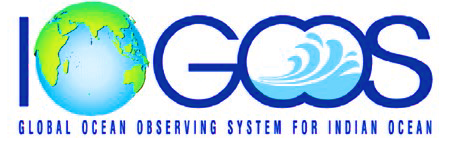 IOGOOS
GLOBAL OCEAN OBSERVING SYSTEM FOR INDIAN OCEAN